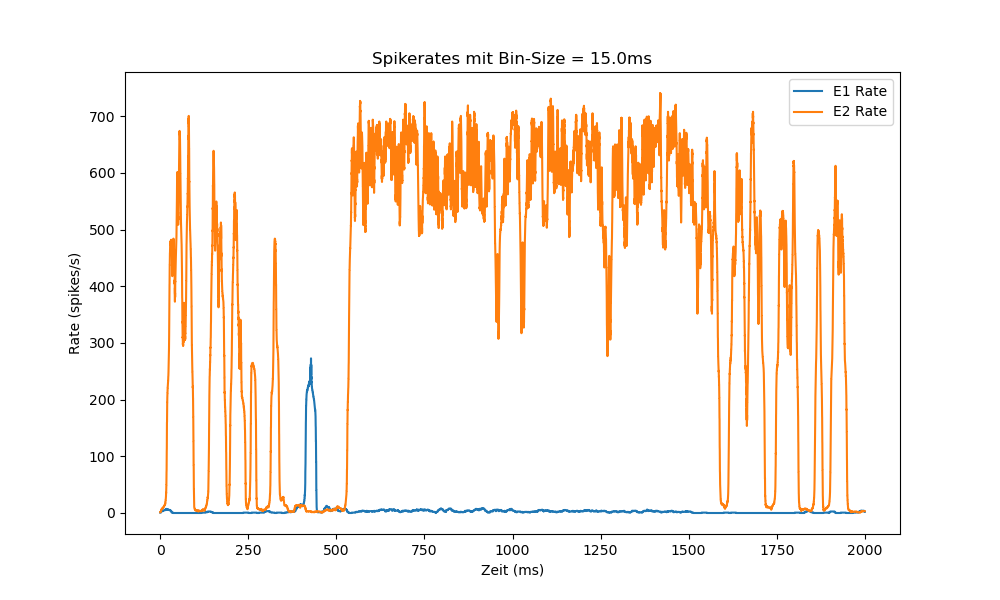 Spikerates mit Bin-Size = 15.0ms
E1 Rate
E2 Rate
Rate (spikes/s)
700
600
500
400
300
200
100
0
0 250 500 750 1000 1250 1500 1750 2000
Zeit (ms)